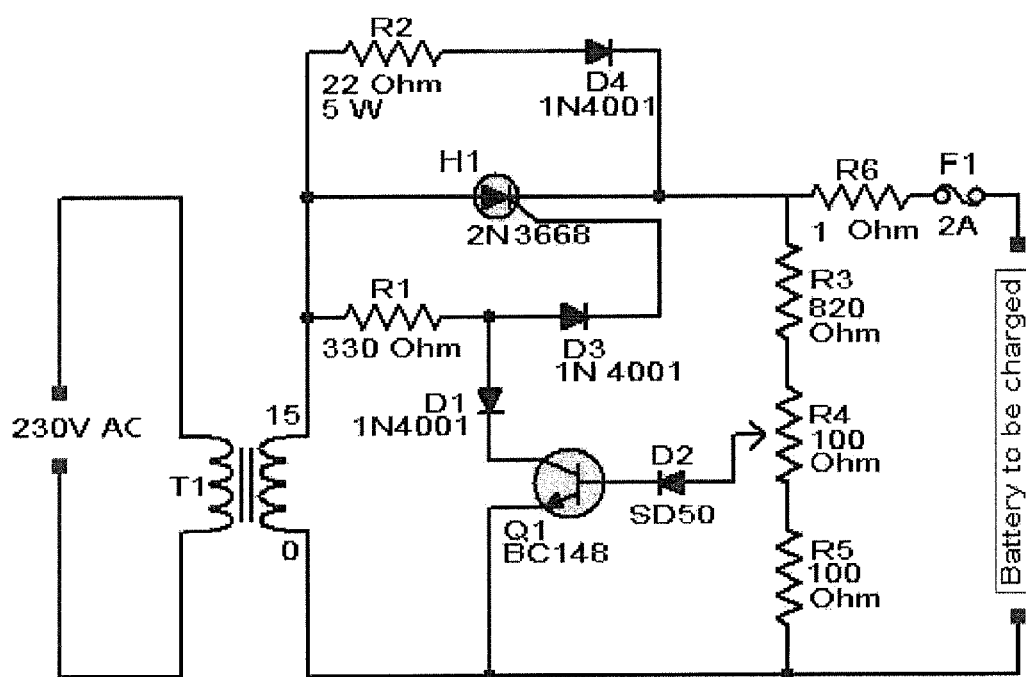 R2
22 Ohm
5 W
D4
1N4001
H1
2N3668
R6
1 Ohm
F1
2A
R1
330 Ohm
D3
1N 4001
R3
820
Ohm
D1
1N4001
230V AC
15
T1
0
R4
100
Ohm
D2
SD50
Q1
BC148
R5
100
Ohm
Battery to be charged